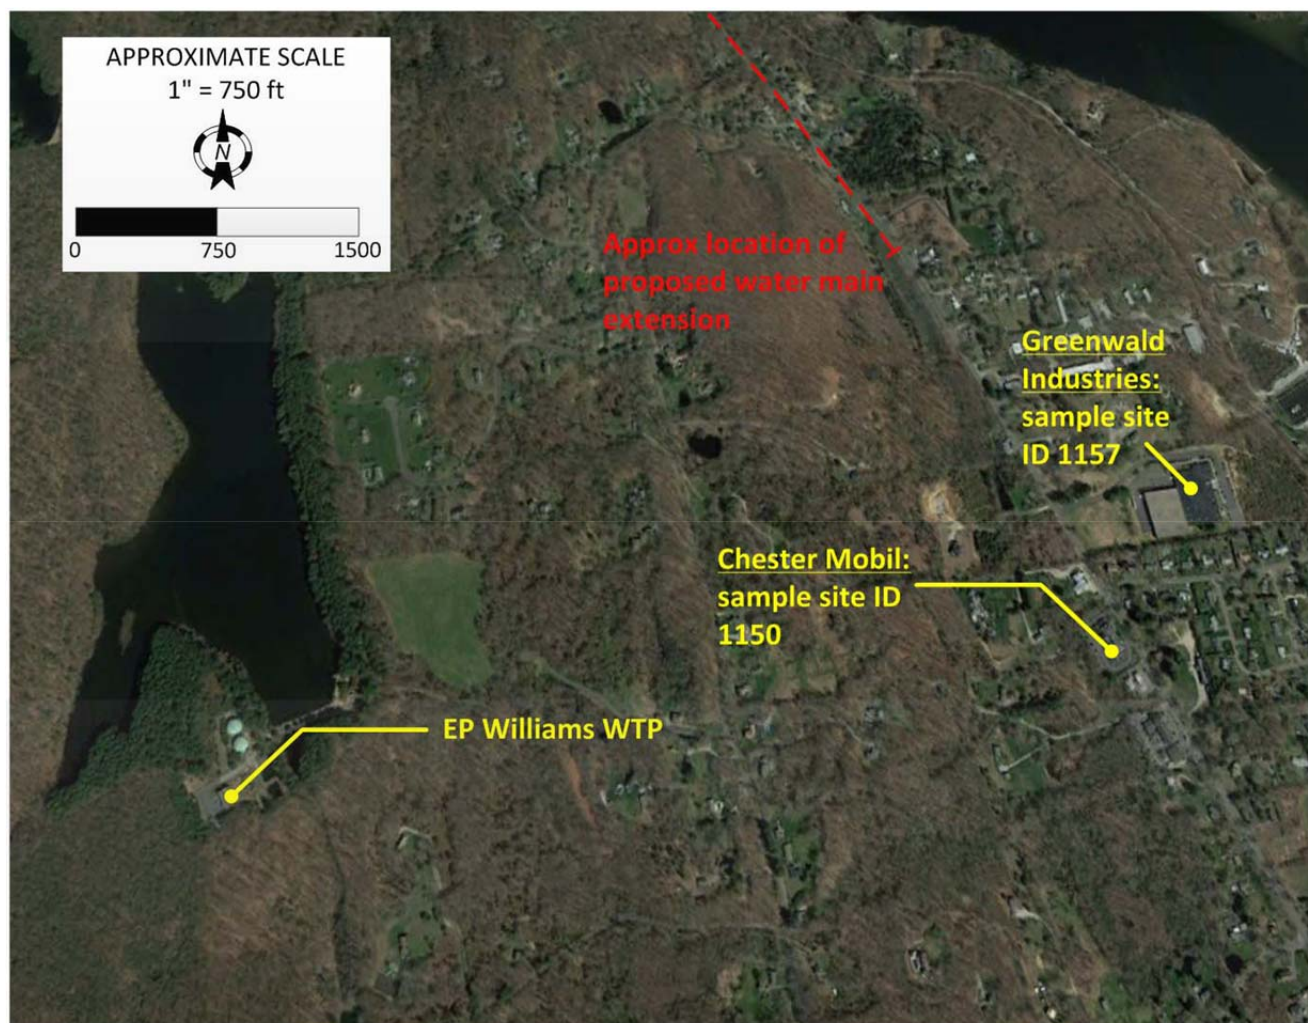 APPROXIMATE SCALE
1" = 750 ft
N
0 750 1500
Approx location of
proposed water main
extension
Greenwald
Industries:
sample site
ID 1157
Chester Mobil:
sample site ID
1150
EP Williams WTP